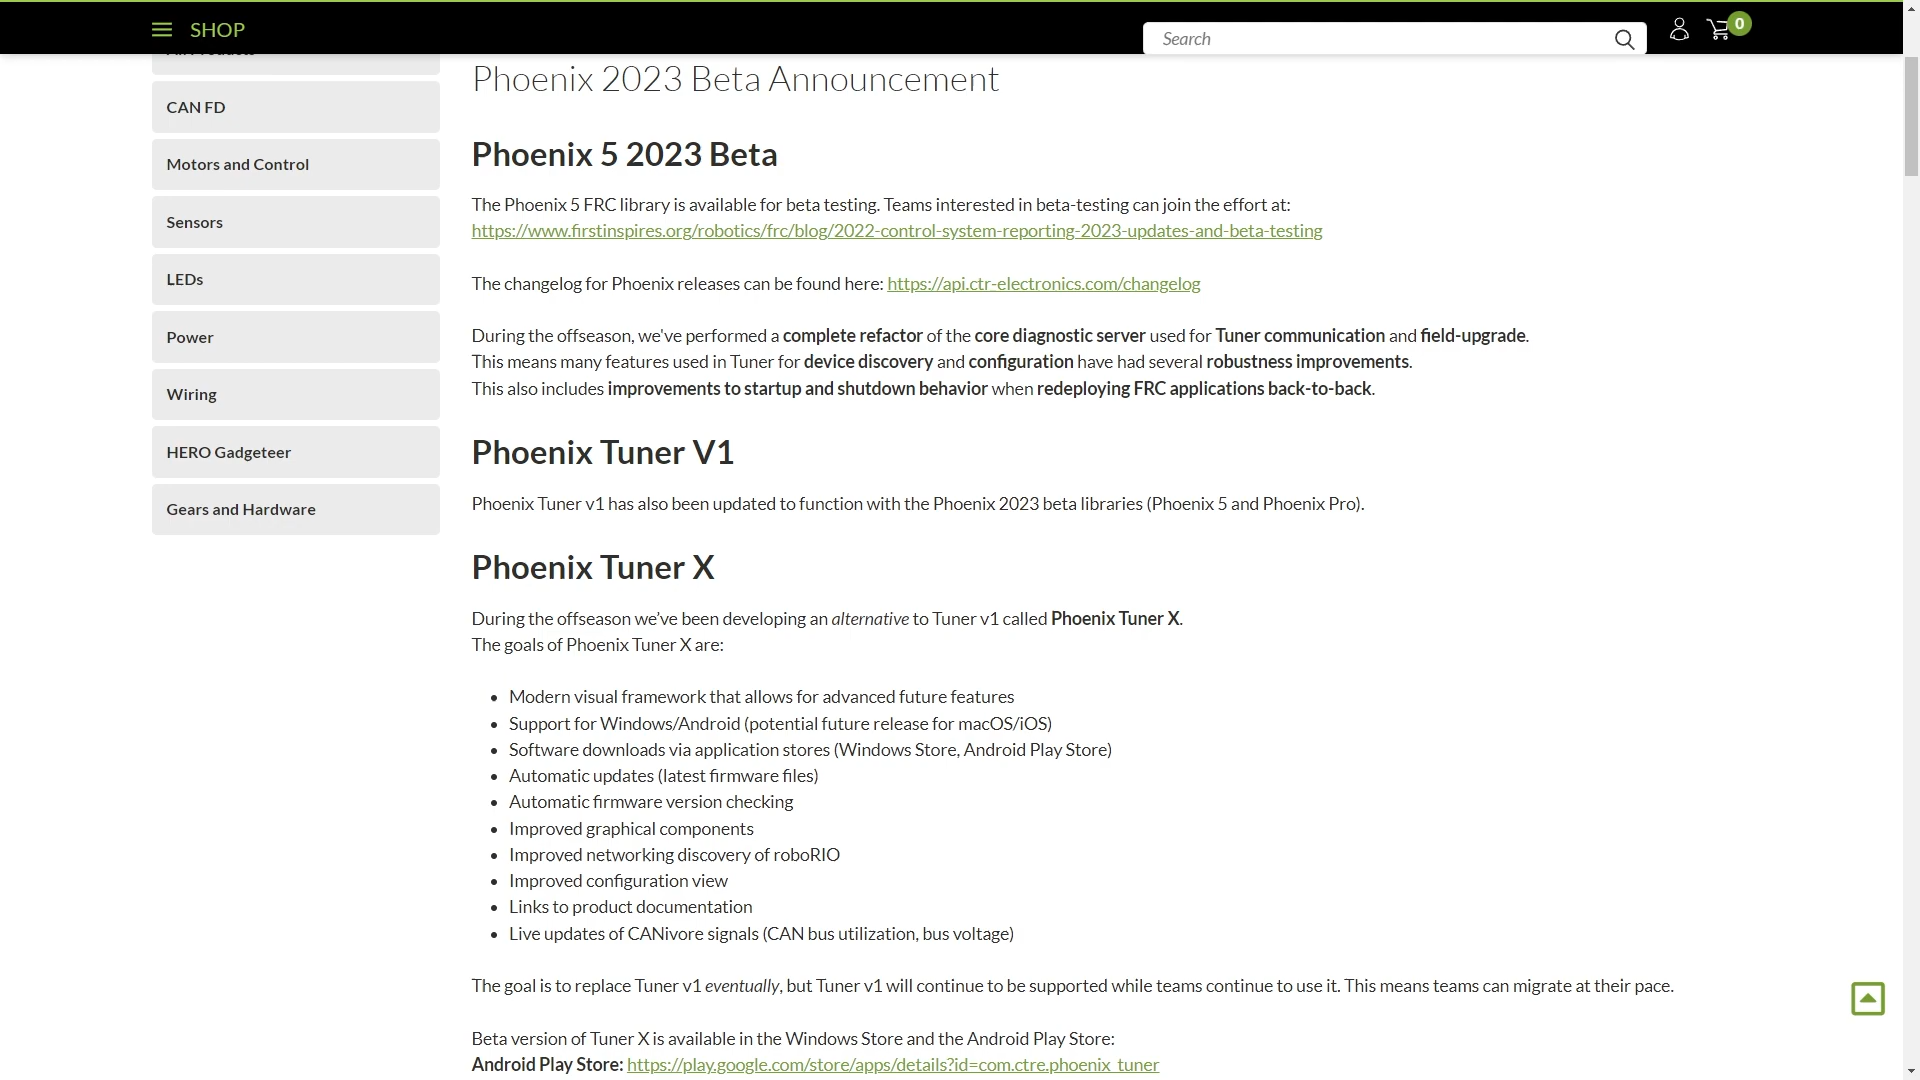 SHOP
Search
0
All Products
CAN FD
Motors and Control
Sensors
LEDs
Power
Wiring
HERO Gadgeteer
Gears and Hardware
Phoenix 2023 Beta Announcement
Phoenix 5 2023 Beta
The Phoenix 5 FRC library is available for beta testing. Teams interested in beta-testing can join the effort at:
https://www.firstinspires.org/robotics/frc/blog/2022-control-system-reporting-2023-updates-and-beta-testing
The changelog for Phoenix releases can be found here: https://api.ctr-electronics.com/changelog
During the offseason, we've performed a complete refactor of the core diagnostic server used for Tuner communication and field-upgrade.
This means many features used in Tuner for device discovery and configuration have had several robustness improvements.
This also includes improvements to startup and shutdown behavior when redeploying FRC applications back-to-back.
Phoenix Tuner V1
Phoenix Tuner v1 has also been updated to function with the Phoenix 2023 beta libraries (Phoenix 5 and Phoenix Pro).
Phoenix Tuner X
During the offseason we've been developing an alternative to Tuner v1 called Phoenix Tuner X.
The goals of Phoenix Tuner X are:
• Modern visual framework that allows for advanced future features
• Support for Windows/Android (potential future release for macOS/iOS)
• Software downloads via application stores (Windows Store, Android Play Store)
• Automatic updates (latest firmware files)
• Automatic firmware version checking
• Improved graphical components
• Improved networking discovery of roboRIO
• Improved configuration view
• Links to product documentation
• Live updates of CANivore signals (CAN bus utilization, bus voltage)
The goal is to replace Tuner v1 eventually, but Tuner v1 will continue to be supported while teams continue to use it. This means teams can migrate at their pace.
Beta version of Tuner X is available in the Windows Store and the Android Play Store:
Android Play Store: https://play.google.com/store/apps/details?id=com.ctre.phoenix_tuner